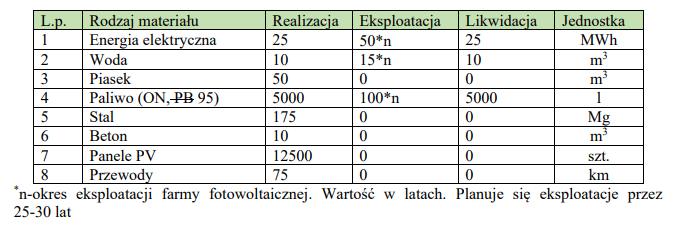 L.p. Rodzaj materiału Realizacja Eksploatacja Likwidacja Jednostka
1 Energia elektryczna 25 50*n 25 MWh
2 Woda 10 15*n 10 m³
3 Piasek 50 0 0 m³
4 Paliwo (ON, PB 95) 5000 100*n 5000 l
5 Stal 175 0 0 Mg
6 Beton 10 0 0 m³
7 Panele PV 12500 0 0 szt.
8 Przewody 75 0 0 km
*n-okres eksploatacji farmy fotowoltaicznej. Wartość w latach. Planuje się eksploatacje przez
25-30 lat